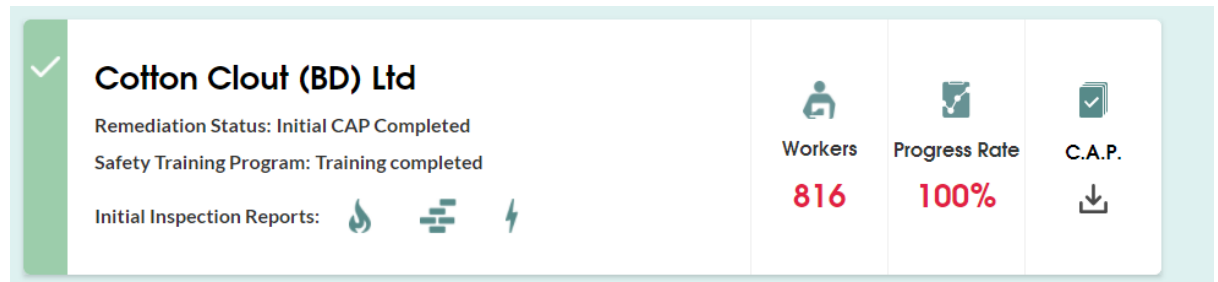 Cotton Clout (BD) Ltd
Remediation Status: Initial CAP Completed
Safety Training Program: Training completed
Initial Inspection Reports:
Workers
816
Progress Rate
100%
C.A.P.